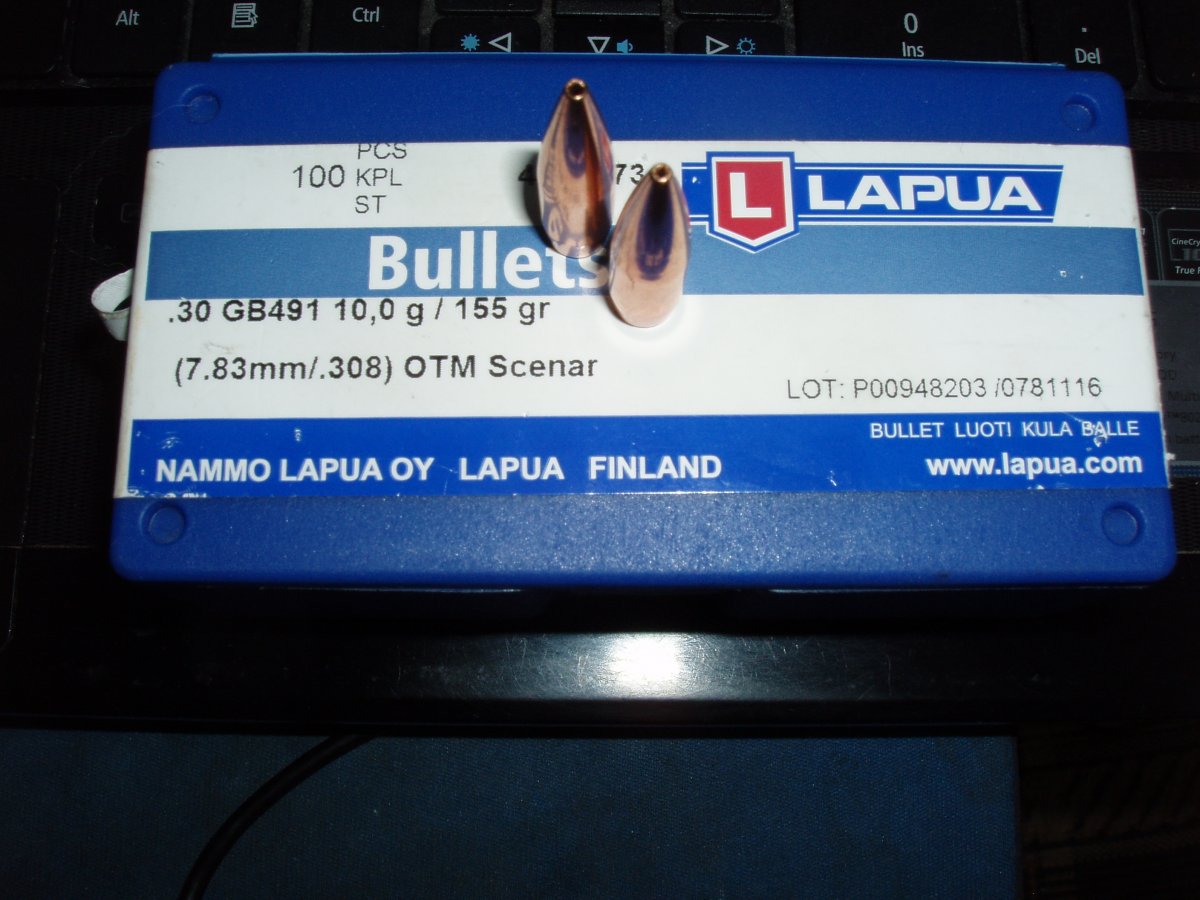 Alt
Ctrl
0
Ins
.
Del
PCS
100 KPL
ST
73
L LAPUA
Bullets
.30 GB491 10,0 g / 155 gr
(7.83mm/.308) OTM Scenar
LOT: P00948203 /0781116
BULLET LUOTI KULA BALLE
NAMMO LAPUA OY LAPUA FINLAND
www.lapua.com